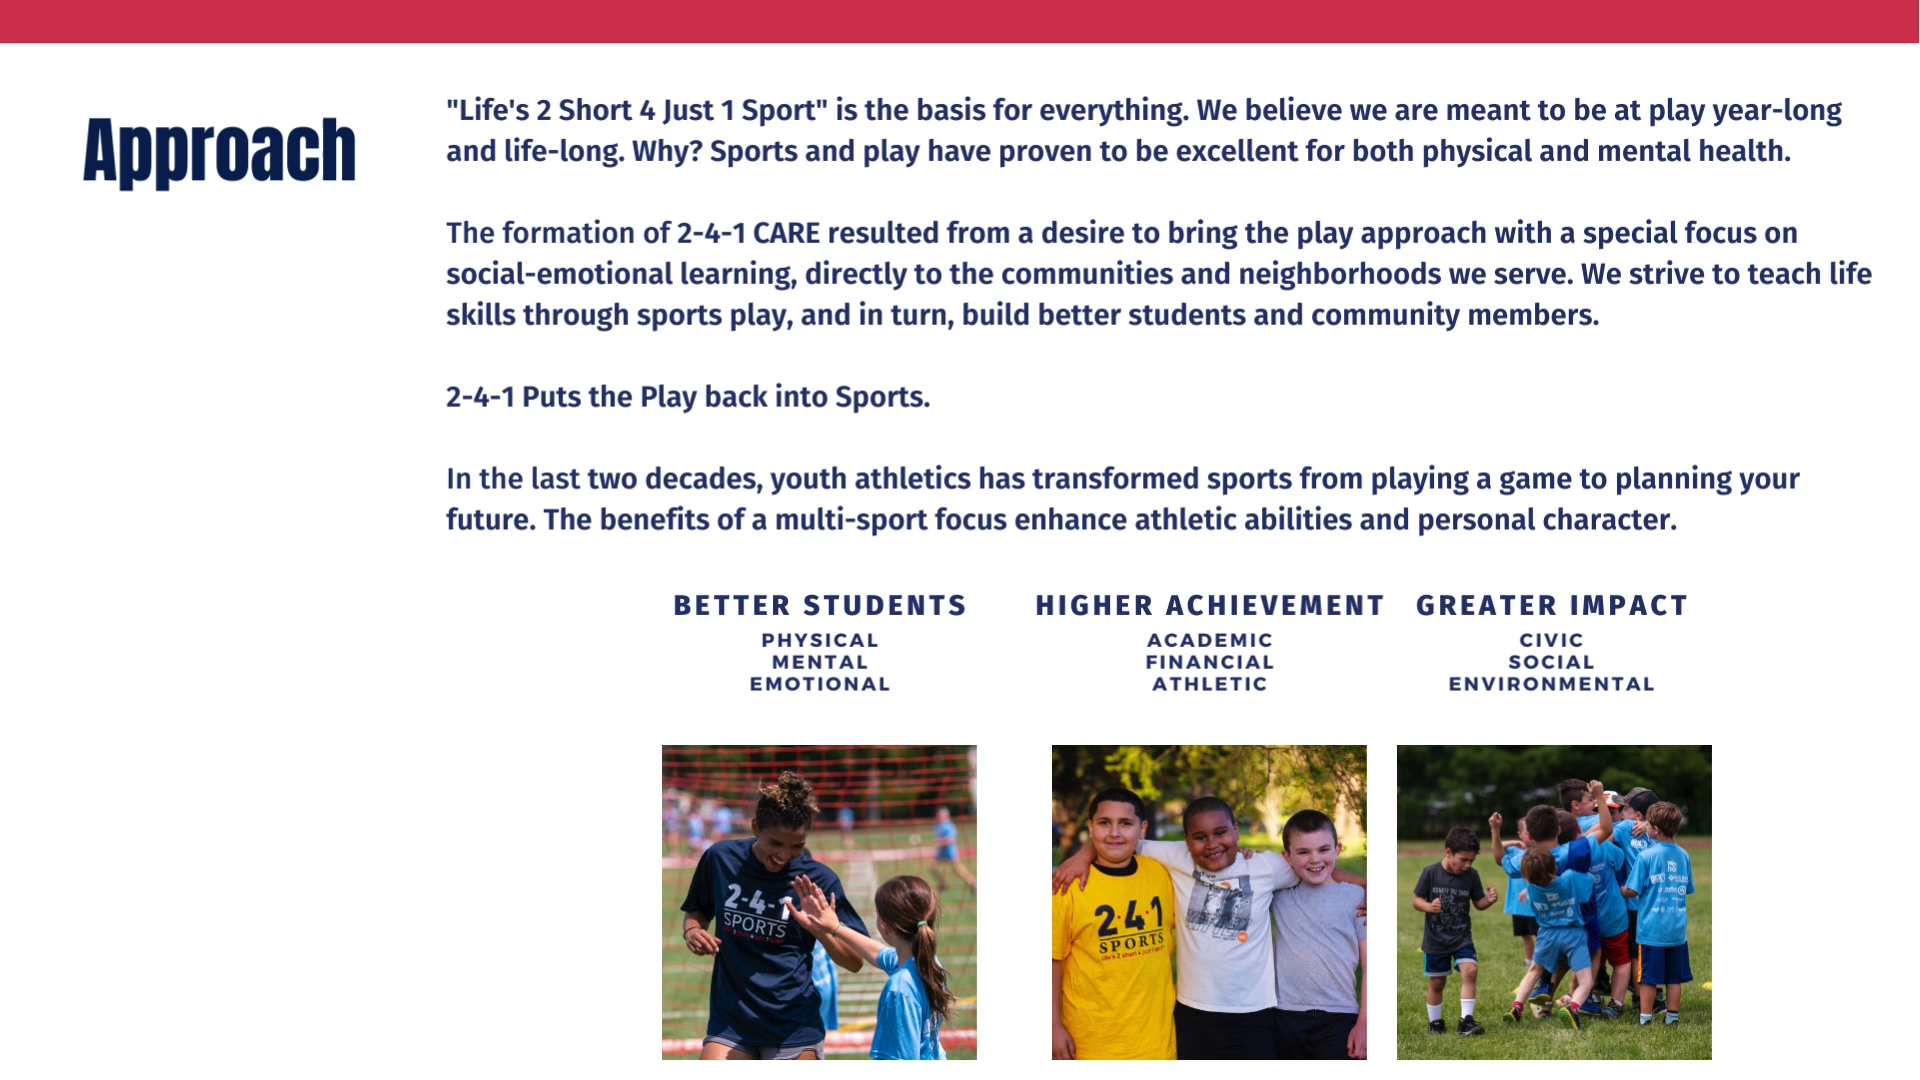 Approach
"Life's 2 Short 4 Just 1 Sport" is the basis for everything. We believe we are meant to be at play year-long
and life-long. Why? Sports and play have proven to be excellent for both physical and mental health.
The formation of 2-4-1 CARE resulted from a desire to bring the play approach with a special focus on
social-emotional learning, directly to the communities and neighborhoods we serve. We strive to teach life
skills through sports play, and in turn, build better students and community members.
2-4-1 Puts the Play back into Sports.
In the last two decades, youth athletics has transformed sports from playing a game to planning your
future. The benefits of a multi-sport focus enhance athletic abilities and personal character.
BETTER STUDENTS
PHYSICAL
MENTAL
EMOTIONAL
HIGHER ACHIEVEMENT
ACADEMIC
FINANCIAL
ATHLETIC
GREATER IMPACT
CIVIC
SOCIAL
ENVIRONMENTAL
2-4-1
SPORTS
2·4·1
SPORTS
Life's 2 short 4 just 1 sport